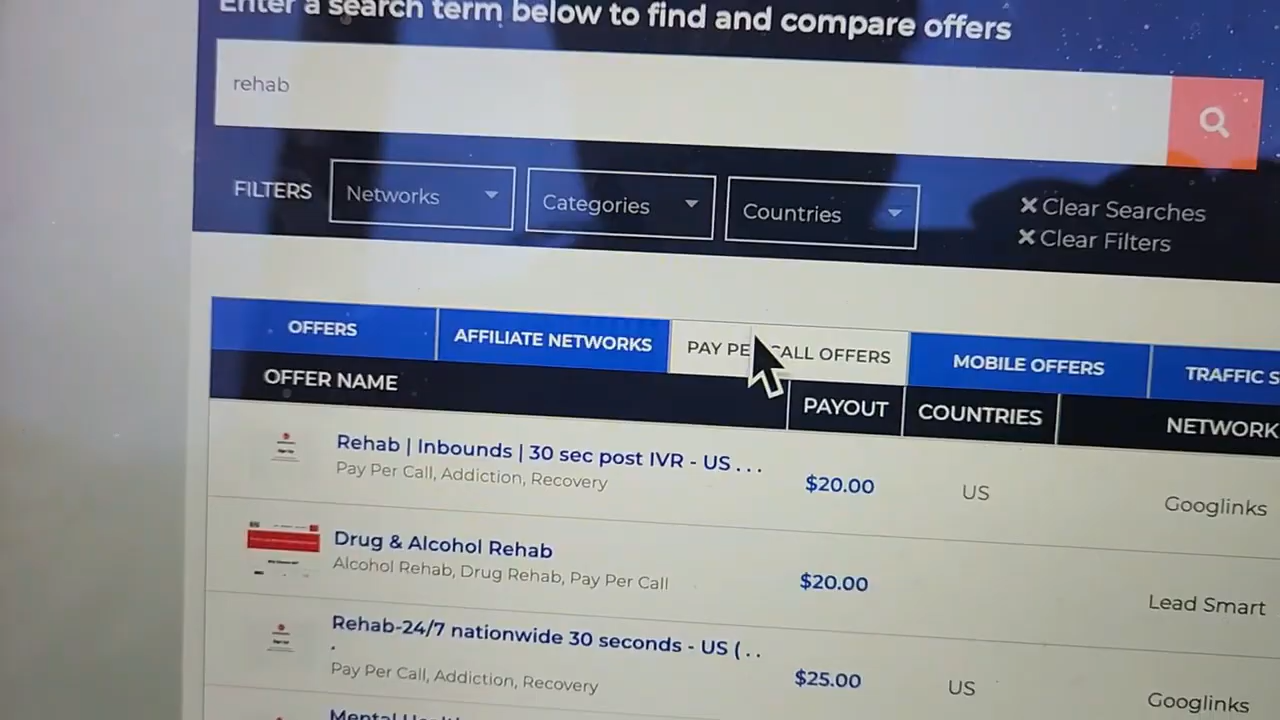 Enter a search term below to find and compare offers
rehab
FILTERS Networks Categories Countries
Clear Searches
Clear Filters
OFFERS AFFILIATE NETWORKS PAY PE CALL OFFERS MOBILE OFFERS TRAFFIC S
OFFER NAME PAYOUT COUNTRIES NETWORK
Rehab | Inbounds | 30 sec post IVR - US ...
Pay Per Call, Addiction, Recovery
$20.00 US Googlinks
Drug & Alcohol Rehab
Alcohol Rehab, Drug Rehab, Pay Per Call
$20.00 Lead Smart
Rehab-24/7 nationwide 30 seconds - US ( . .
.
Pay Per Call, Addiction, Recovery
$25.00 US Googlinks
Mental